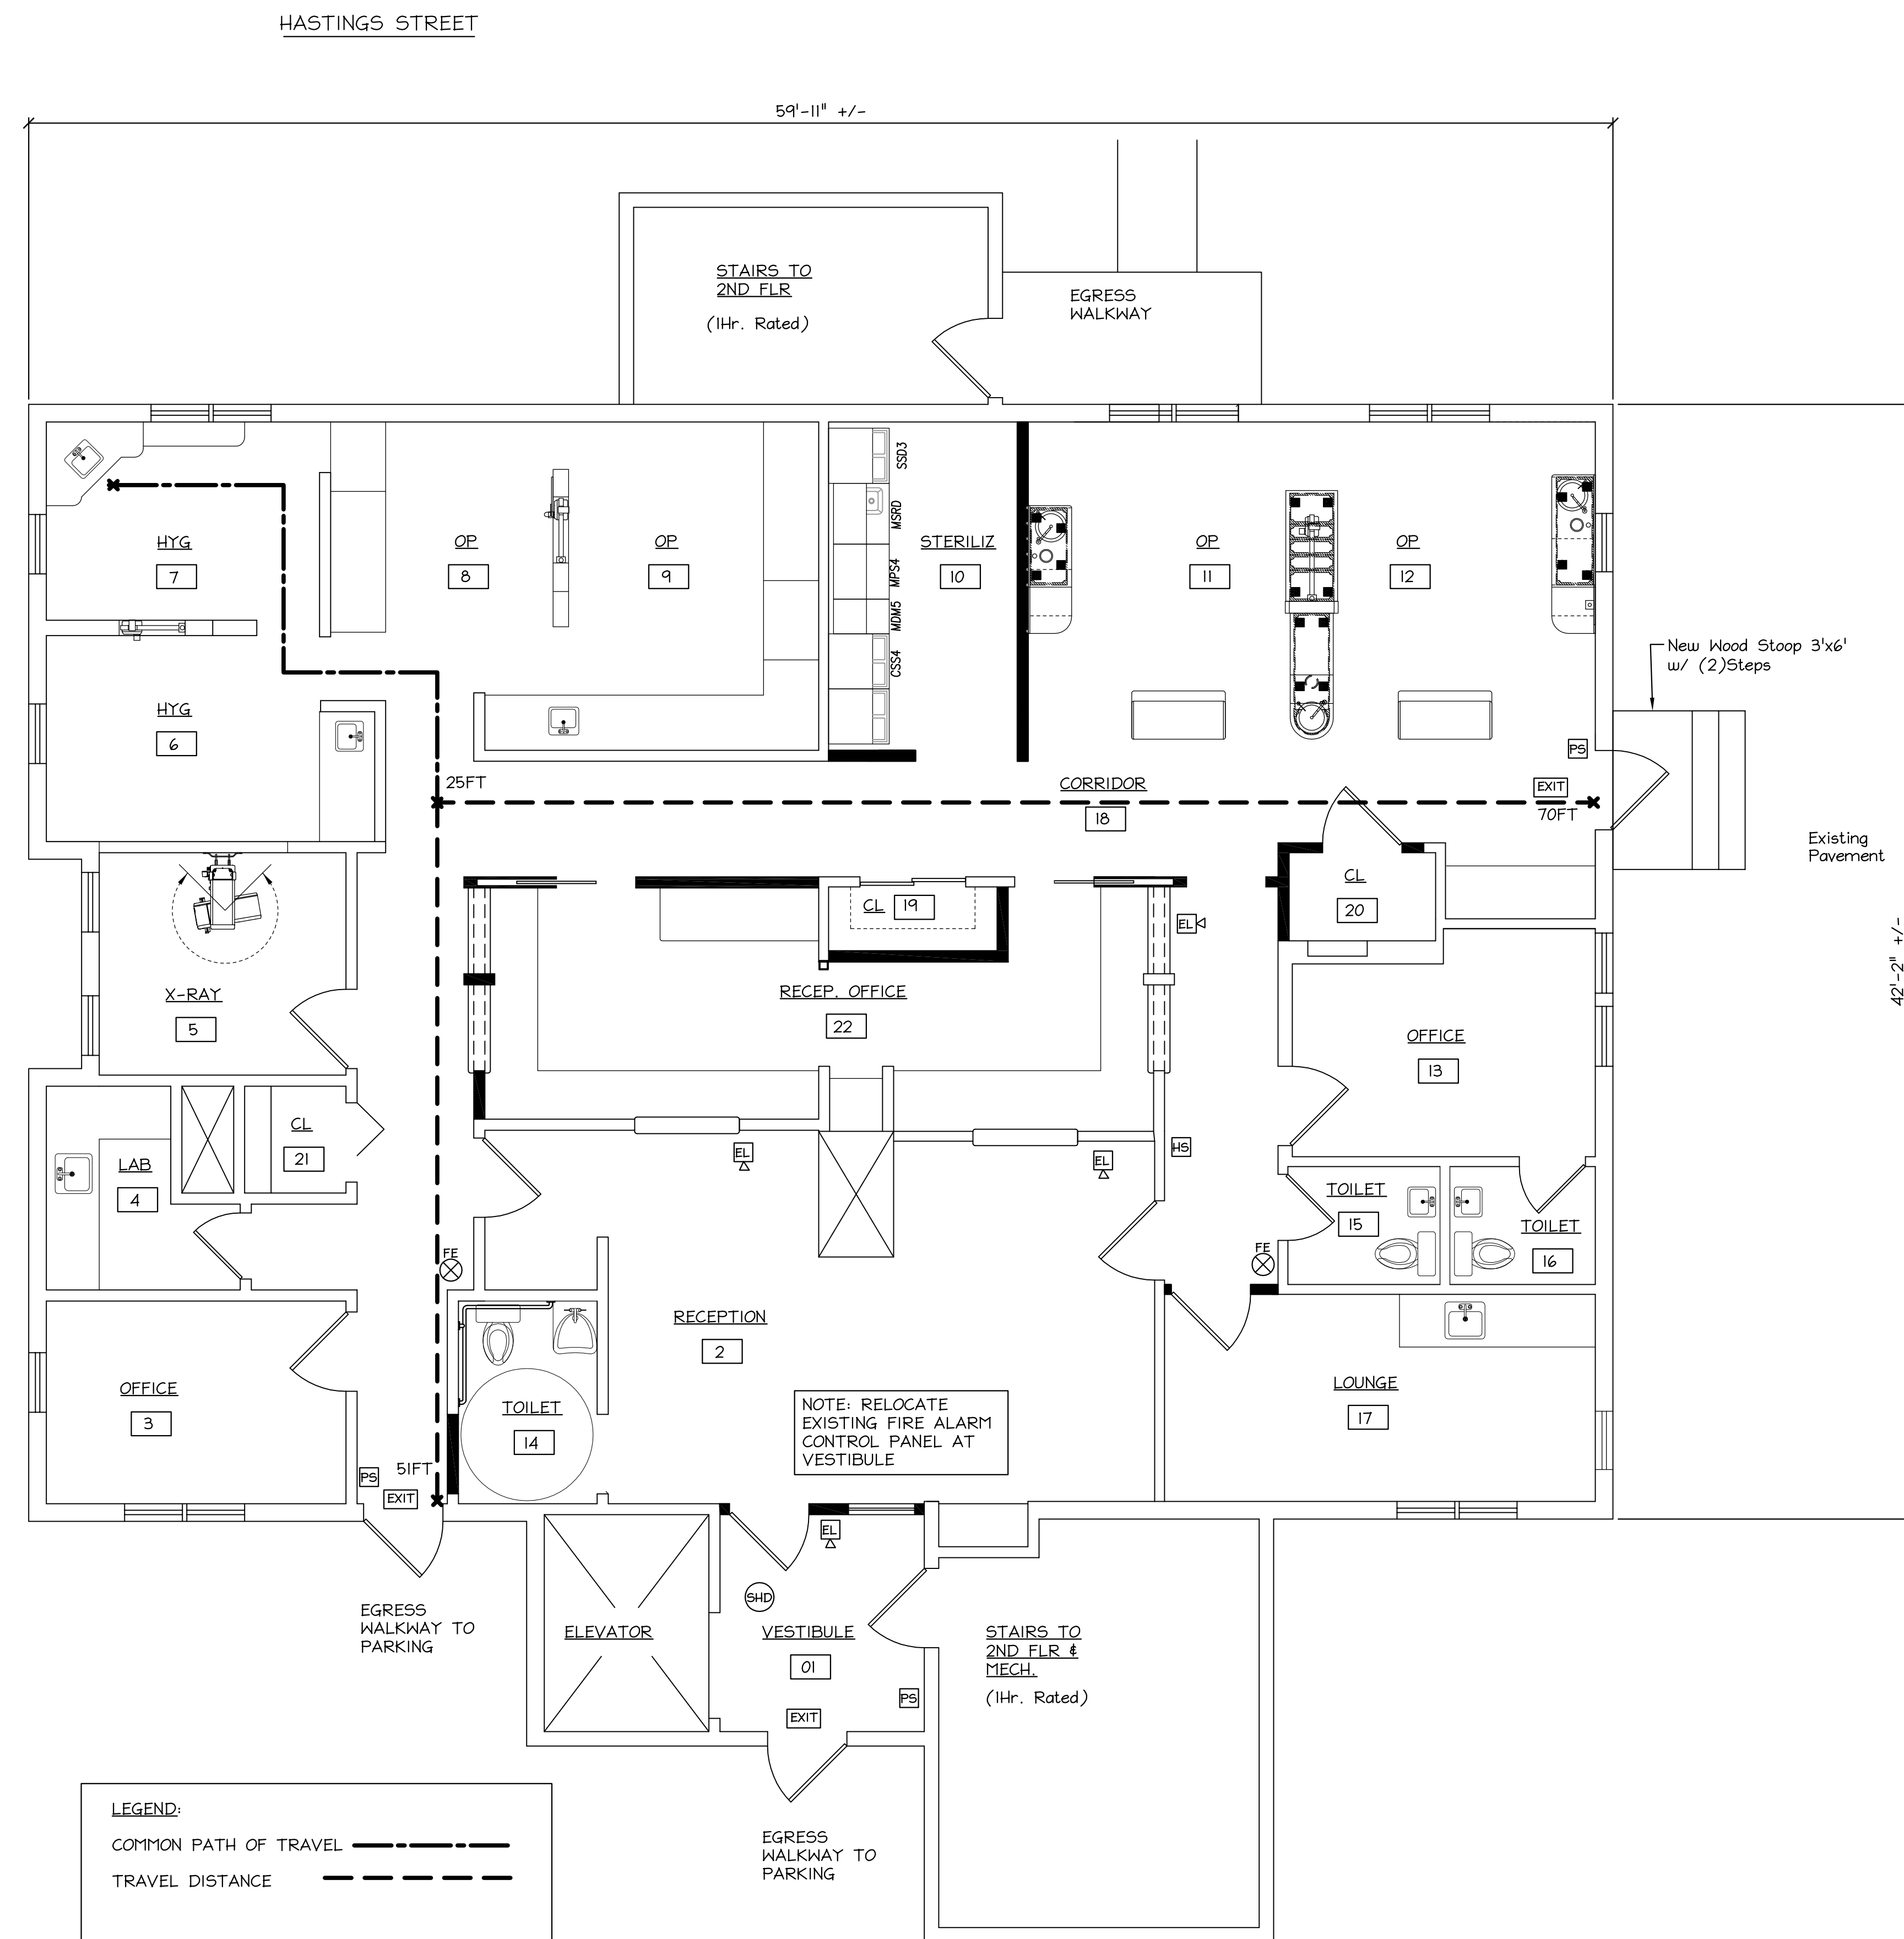 HASTINGS STREET
59'-11" +/-
STAIRS TO
2ND FLR
(1Hr. Rated)
EGRESS
WALKWAY
HYG
7
OP
8
OP
9
SSD3
MSRD
MPS4
MDM5
CSS4
STERILIZ
10
OP
11
OP
12
New Wood Stoop 3'x6'
w/ (2)Steps
HYG
6
PS
EXIT
70FT
25FT
CORRIDOR
18
Existing
Pavement
CL
19
CL
20
EL
42'-2" +/-
X-RAY
5
RECEP. OFFICE
22
OFFICE
13
CL
21
LAB
4
EL
EL
HS
TOILET
15
TOILET
16
FE
FE
RECEPTION
2
OFFICE
3
TOILET
14
NOTE: RELOCATE
EXISTING FIRE ALARM
CONTROL PANEL AT
VESTIBULE
LOUNGE
17
51FT
PS
EXIT
EL
SHD
EGRESS
WALKWAY TO
PARKING
ELEVATOR
VESTIBULE
01
STAIRS TO
2ND FLR &
MECH.
(1Hr. Rated)
PS
EXIT
EGRESS
WALKWAY TO
PARKING
LEGEND:
COMMON PATH OF TRAVEL
TRAVEL DISTANCE